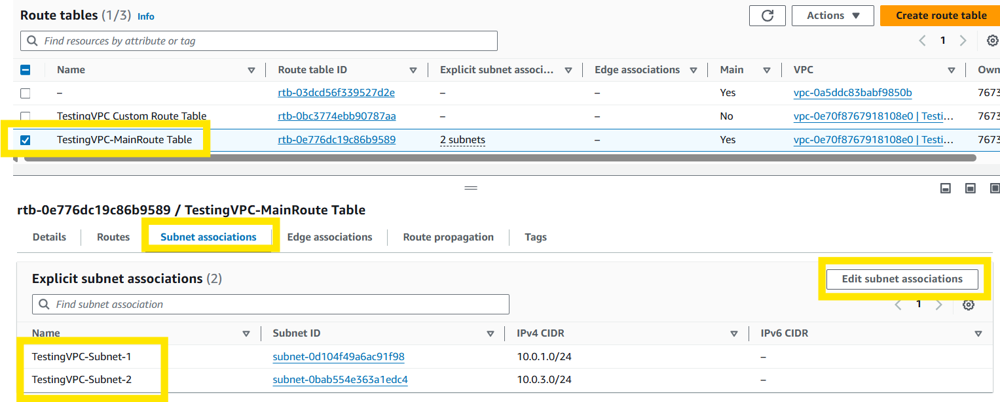 Route tables (1/3) Info
Actions
Create route table
Find resources by attribute or tag
1
Name Route table ID Explicit subnet associ... Edge associations Main VPC Own
– rtb-03dcd56f339527d2e – – Yes vpc-0a5ddc83babf9850b 7673
TestingVPC Custom Route Table rtb-0bc3774ebb90787aa – – No vpc-0e70f8767918108e0 | Testi... 7673
TestingVPC-MainRoute Table rtb-0e776dc19c86b9589 2 subnets – Yes vpc-0e70f8767918108e0 | Testi... 7673
rtb-0e776dc19c86b9589 / TestingVPC-MainRoute Table
Details Routes Subnet associations Edge associations Route propagation Tags
Explicit subnet associations (2)
Edit subnet associations
Find subnet association
1
Name Subnet ID IPv4 CIDR IPv6 CIDR
TestingVPC-Subnet-1 subnet-0d104f49a6ac91f98 10.0.1.0/24 –
TestingVPC-Subnet-2 subnet-0bab554e363a1edc4 10.0.3.0/24 –